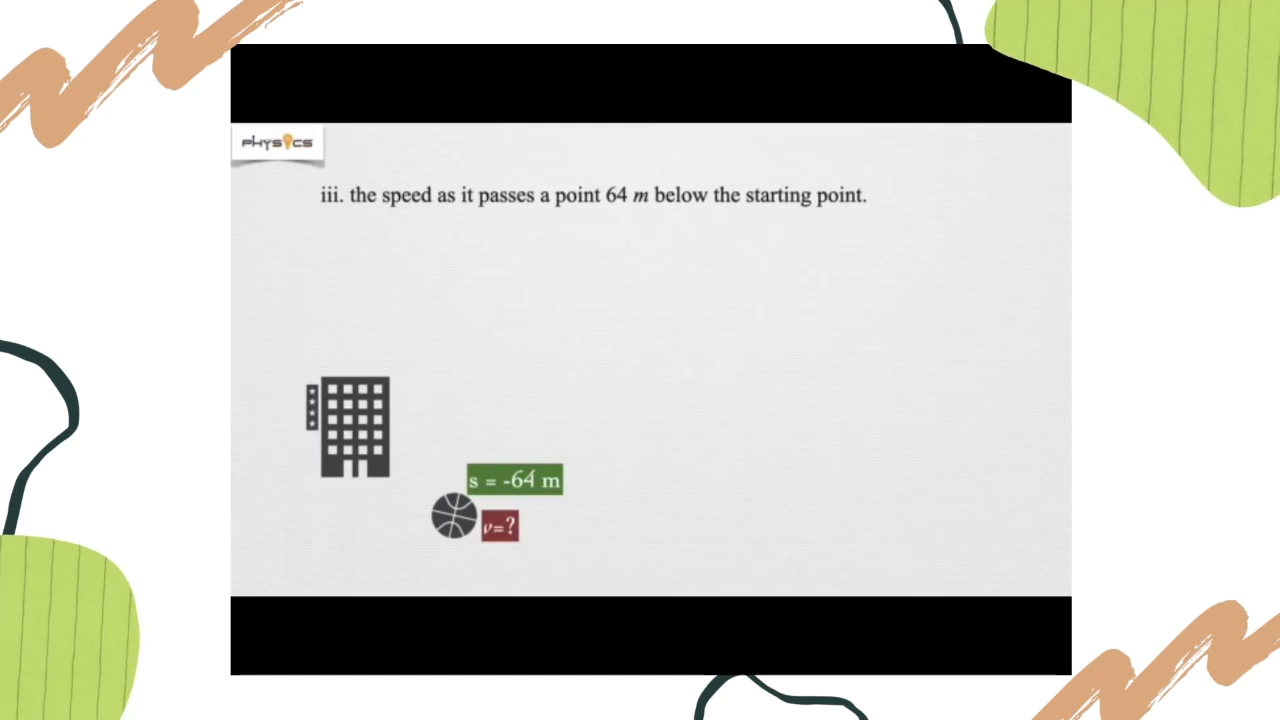 PHYSICS
iii. the speed as it passes a point 64 m below the starting point.
s = -64 m
v=?